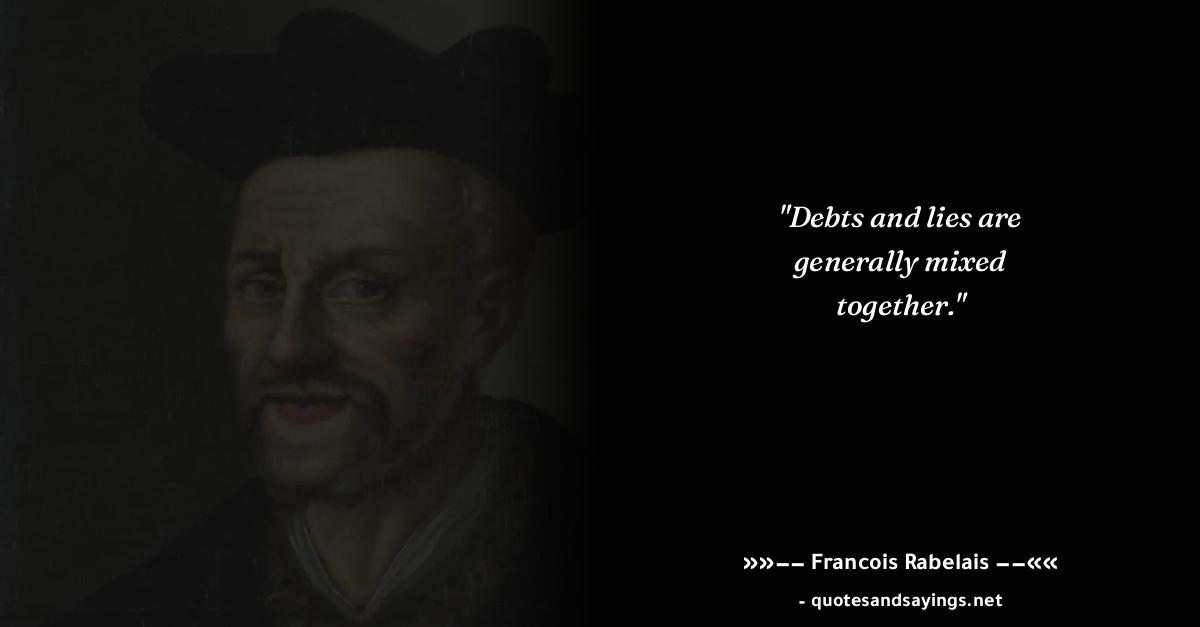 "Debts and lies are
generally mixed
together."
»»–– Francois Rabelais ––««
- quotesandsayings.net